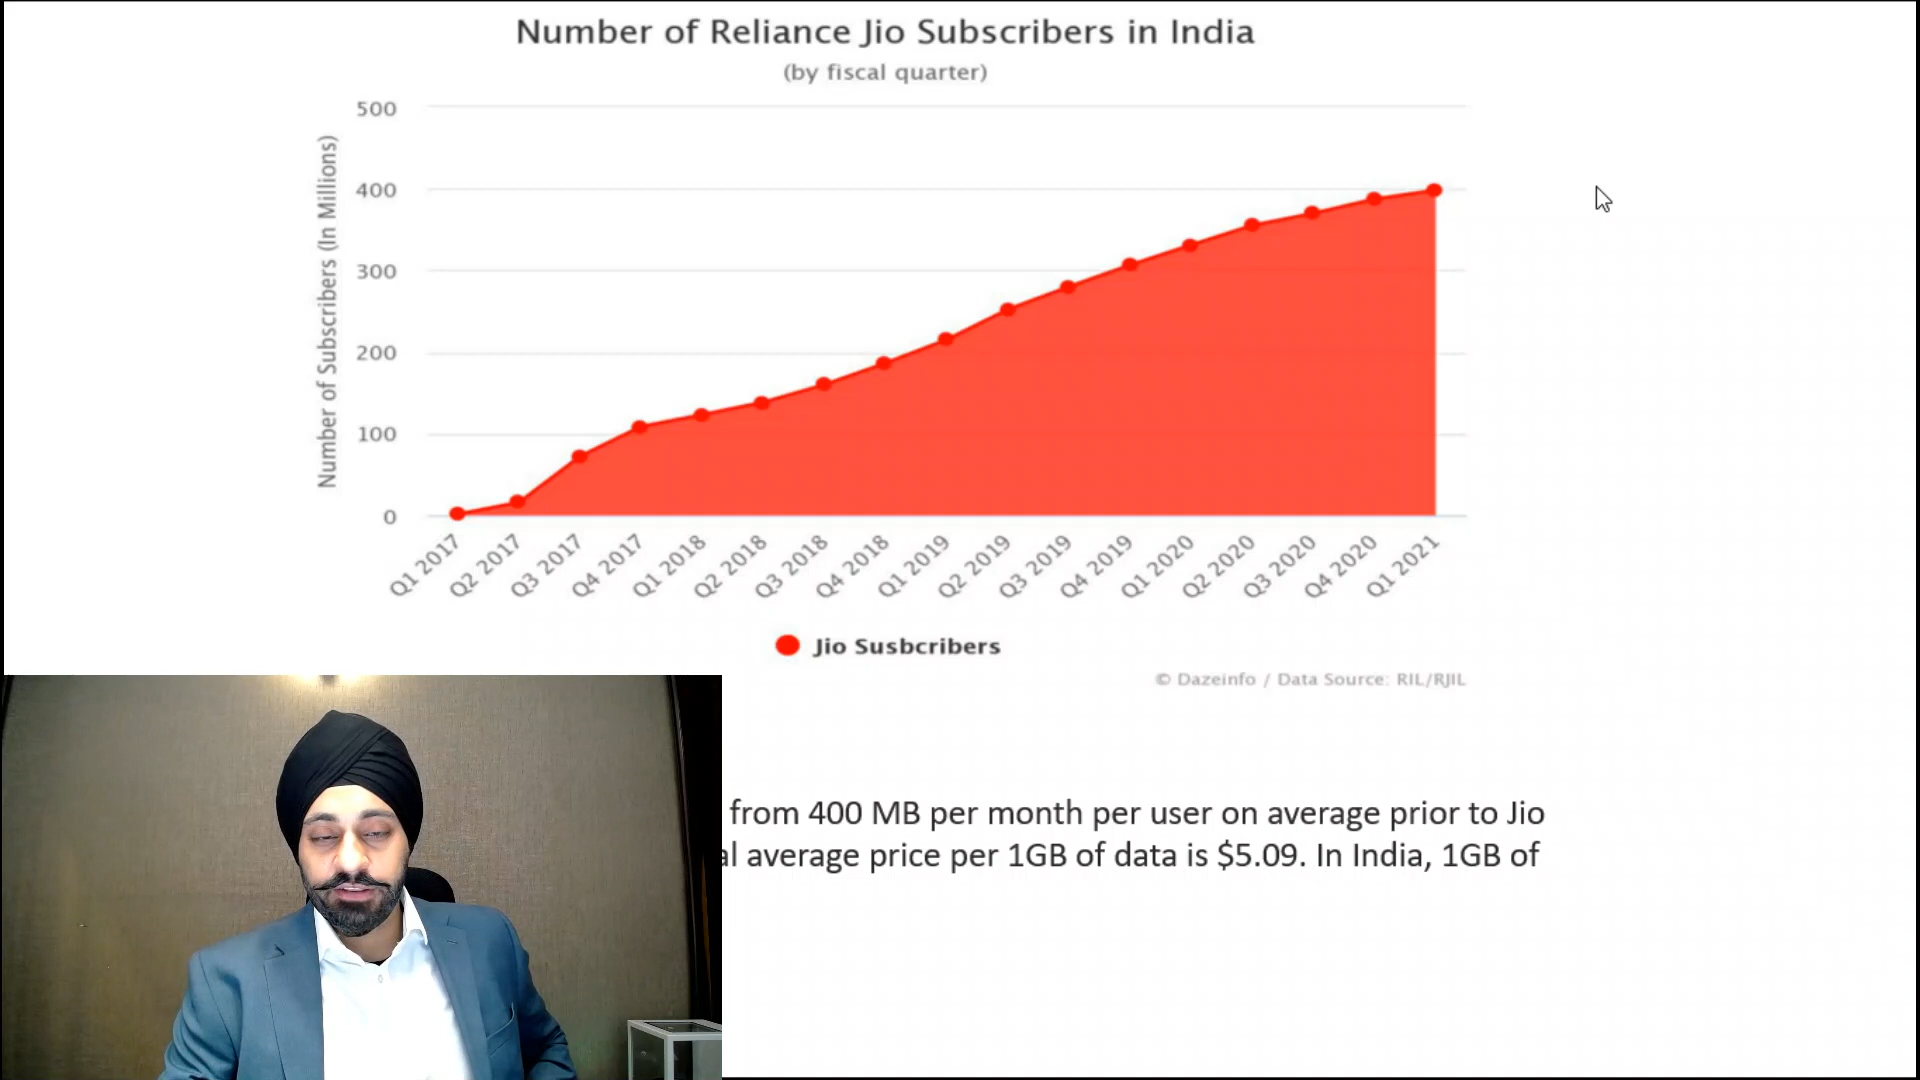 Number of Reliance Jio Subscribers in India
(by fiscal quarter)
Number of Subscribers (In Millions)
500
400
300
200
100
0
Q1 2017
Q2 2017
Q3 2017
Q4 2017
Q1 2018
Q2 2018
Q3 2018
Q4 2018
Q1 2019
Q2 2019
Q3 2019
Q4 2019
Q1 2020
Q2 2020
Q3 2020
Q4 2020
Q1 2021
Jio Susbcribers
© Dazeinfo / Data Source: RIL/RJIL
from 400 MB per month per user on average prior to Jio
average price per 1GB of data is $5.09. In India, 1GB of